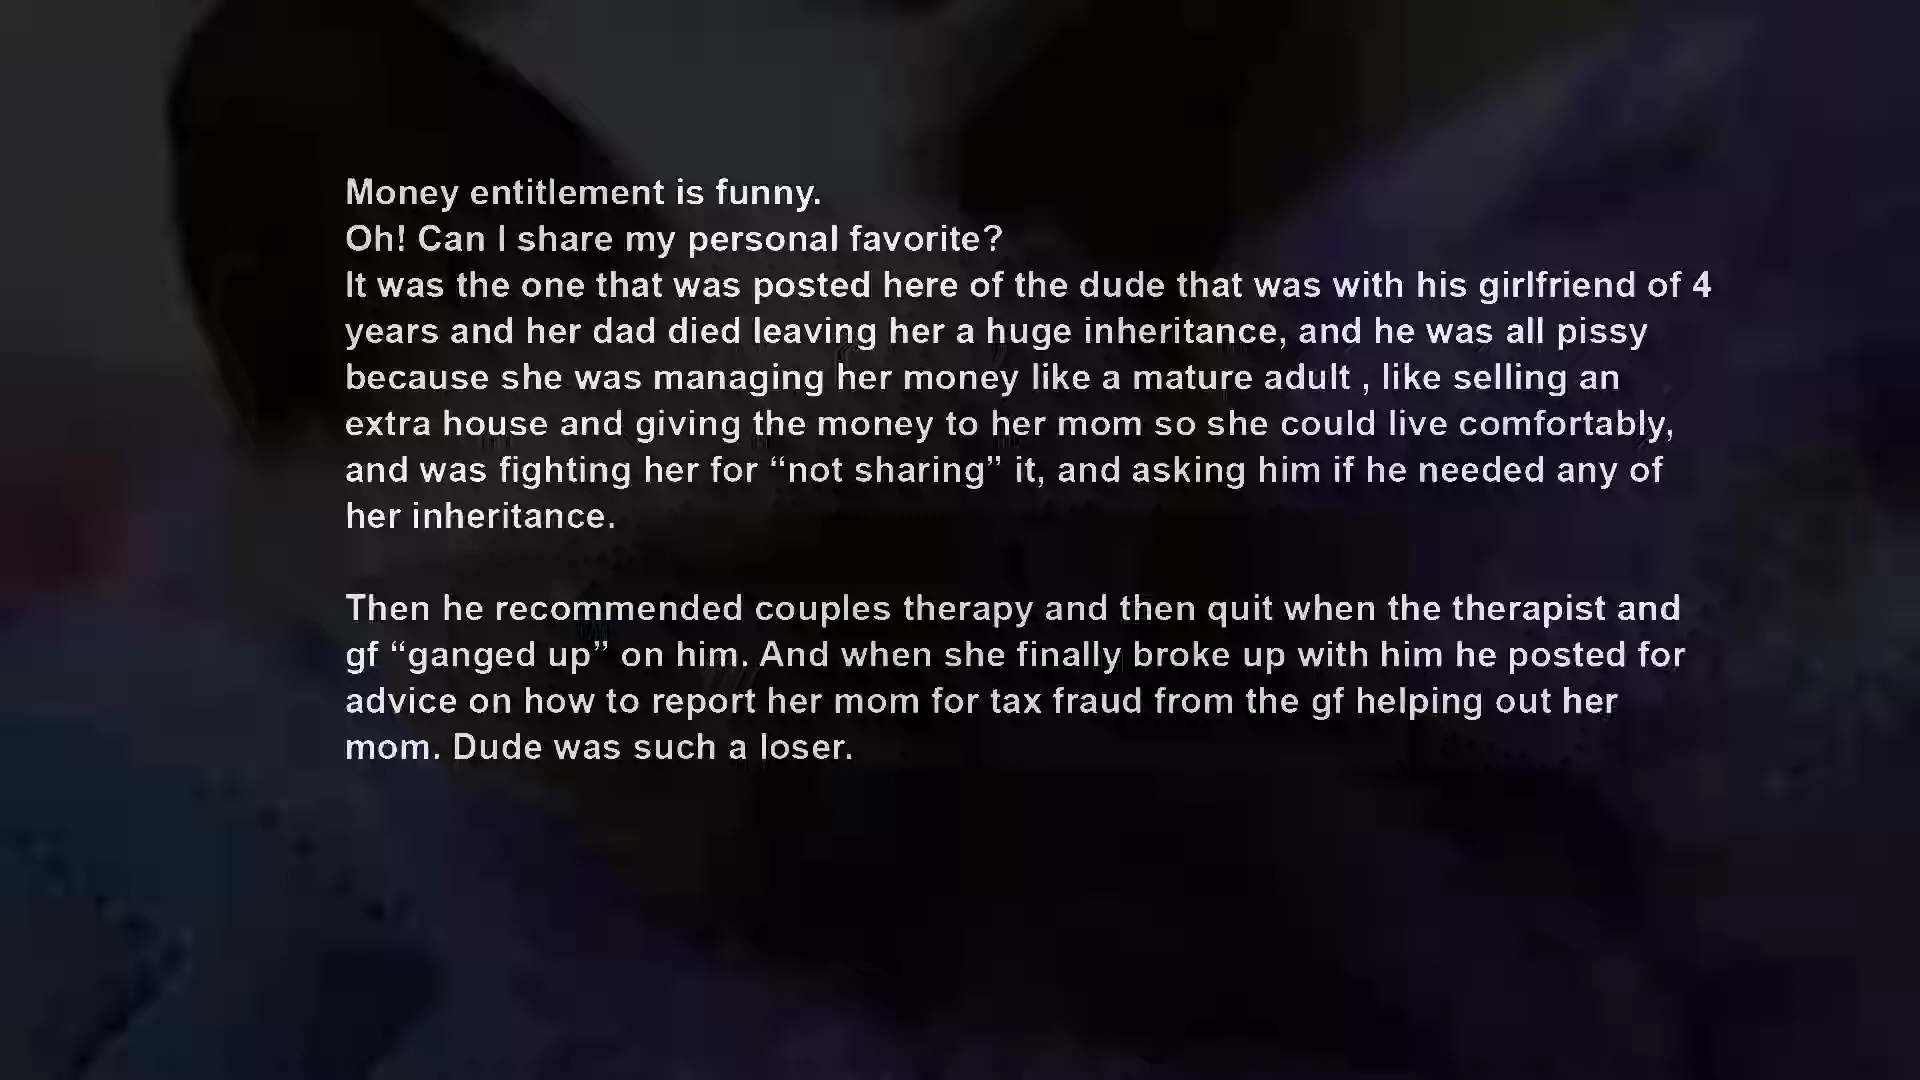 Money entitlement is funny.
Oh! Can I share my personal favorite?
It was the one that was posted here of the dude that was with his girlfriend of 4
years and her dad died leaving her a huge inheritance, and he was all pissy
because she was managing her money like a mature adult , like selling an
extra house and giving the money to her mom so she could live comfortably,
and was fighting her for “not sharing” it, and asking him if he needed any of
her inheritance.
Then he recommended couples therapy and then quit when the therapist and
gf “ganged up” on him. And when she finally broke up with him he posted for
advice on how to report her mom for tax fraud from the gf helping out her
mom. Dude was such a loser.